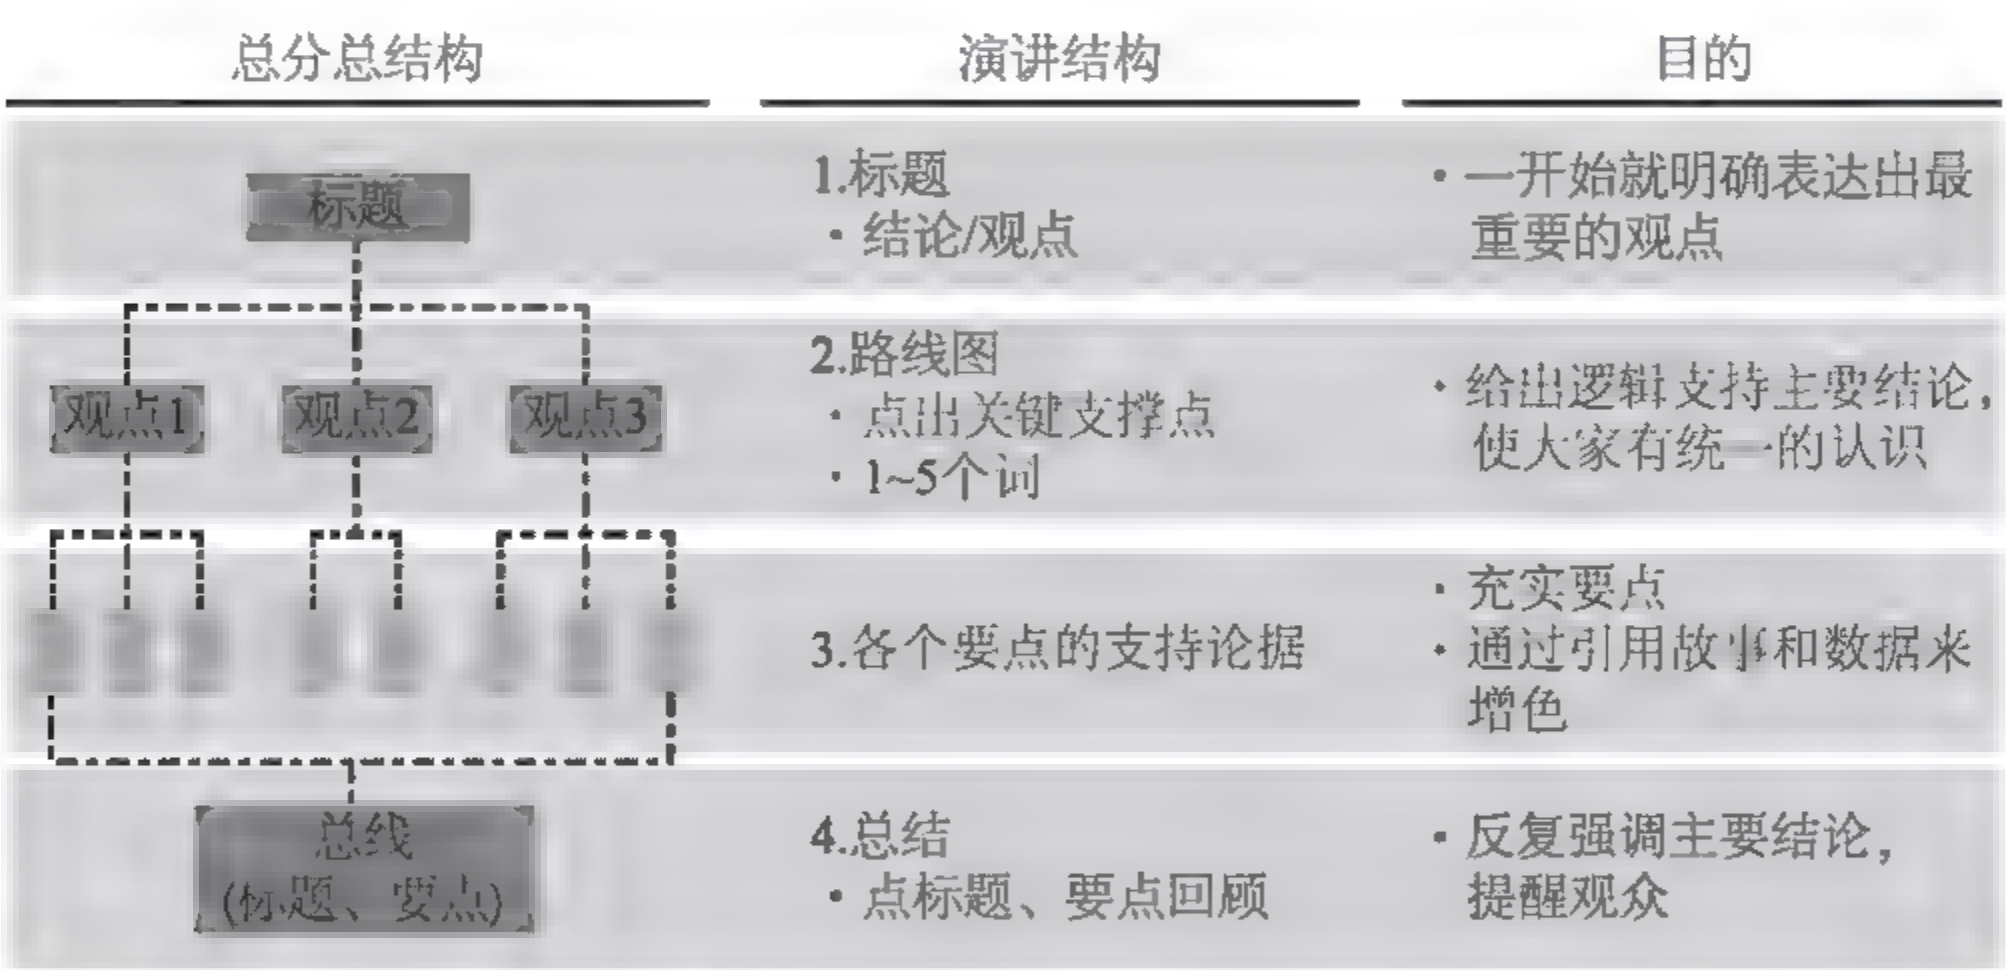 总分总结构
演讲结构
目的
标题
1.标题
· 结论/观点
· 一开始就明确表达出最
重要的观点
观点1
观点2
观点3
2.路线图
· 点出关键支撑点
· 1~5个词
· 给出逻辑支持主要结论，
使大家有统一的认识
3.各个要点的支持论据
· 充实要点
· 通过引用故事和数据来
增色
总线
(标题、要点)
4.总结
· 点标题、要点回顾
· 反复强调主要结论，
提醒观众